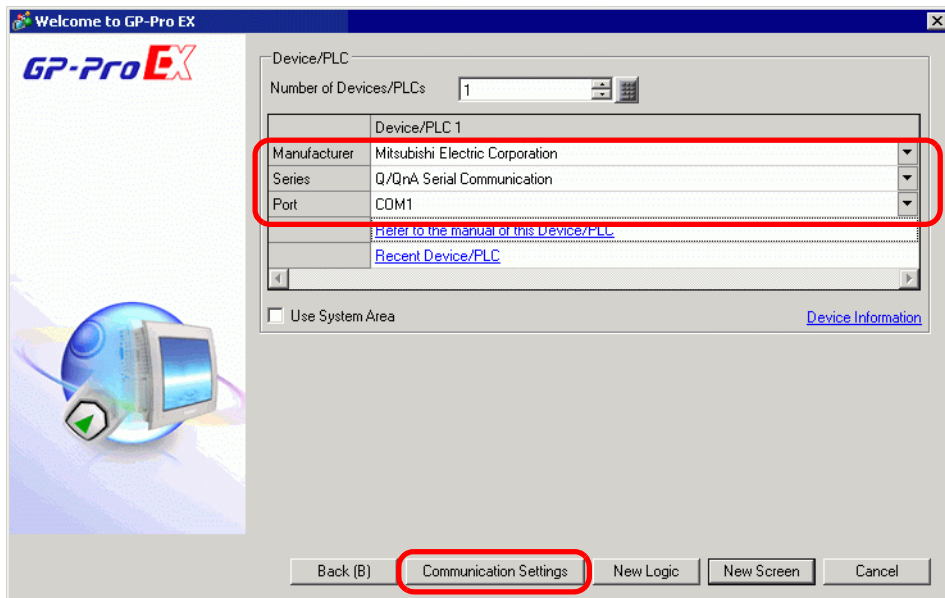 Welcome to GP-Pro EX
GP-Pro EX
Device/PLC
Number of Devices/PLCs 1
Device/PLC 1
Manufacturer Mitsubishi Electric Corporation
Series Q/QnA Serial Communication
Port COM1
Refer to the manual of this Device/PLC
Recent Device/PLC
Use System Area Device Information
Back (B) Communication Settings New Logic New Screen Cancel